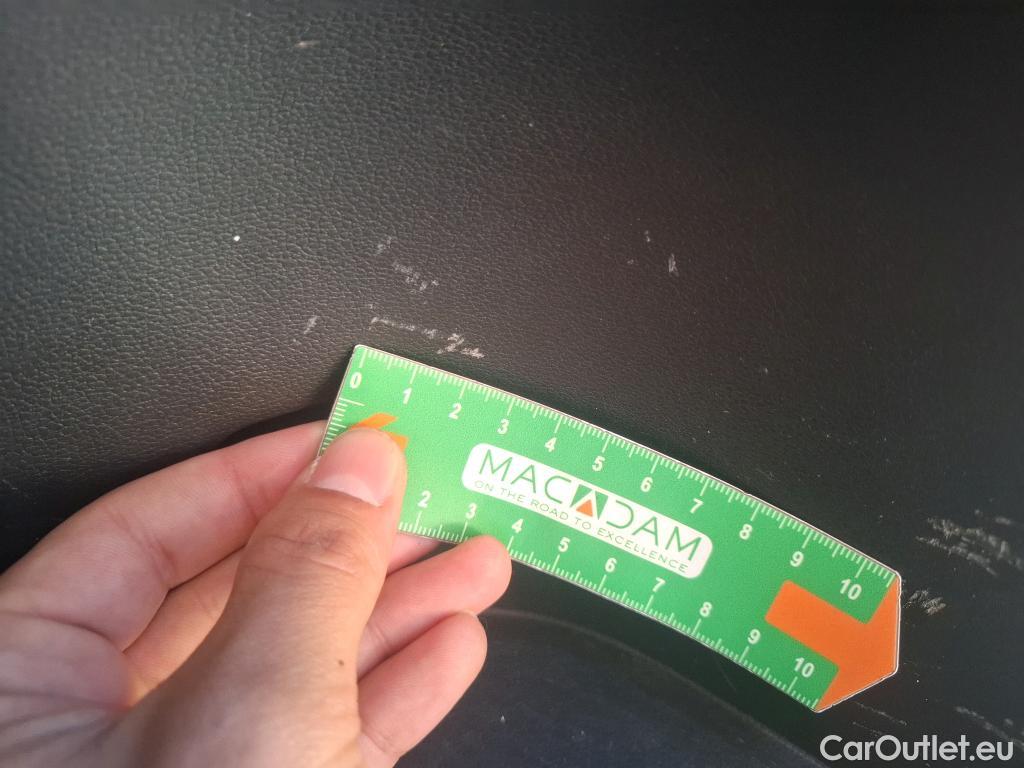 0 1 2 3 4 5 6 7 8 9 10
MACADAM
ON THE ROAD TO EXCELLENCE
2 3 4 5 6 7 8 9 10
CarOutlet.eu